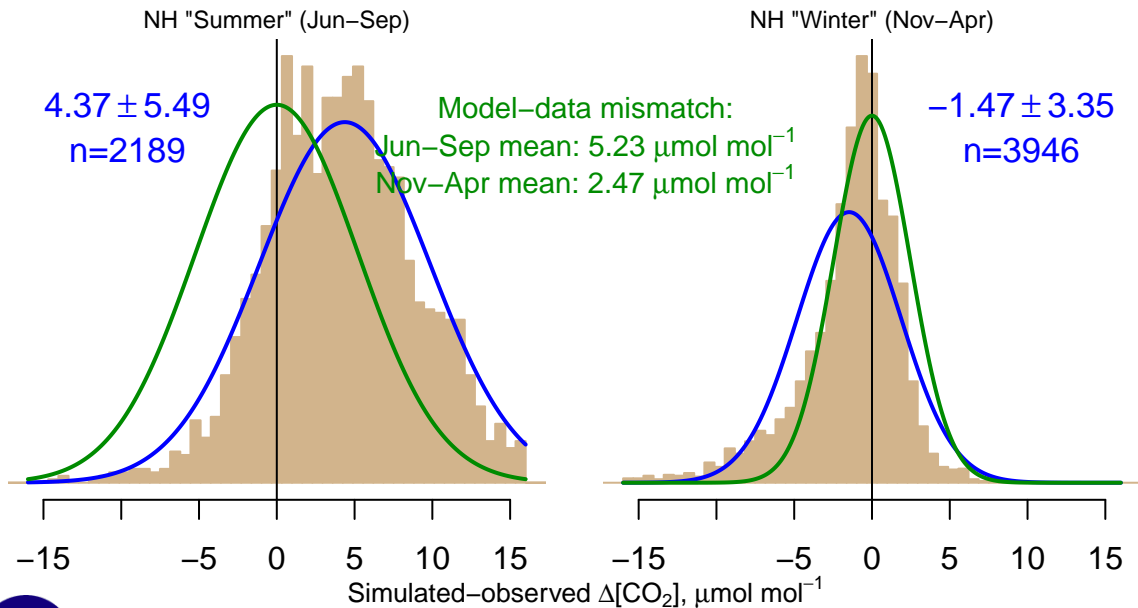 NH "Summer" (Jun−Sep)
4.37 ± 5.49
n=2189
Model−data mismatch:
Jun−Sep mean: 5.23 μmol mol⁻¹
Nov−Apr mean: 2.47 μmol mol⁻¹
NH "Winter" (Nov−Apr)
−1.47 ± 3.35
n=3946
−15 −5 0 5 10 15
−15 −5 0 5 10 15
Simulated−observed Δ[CO₂], μmol mol⁻¹